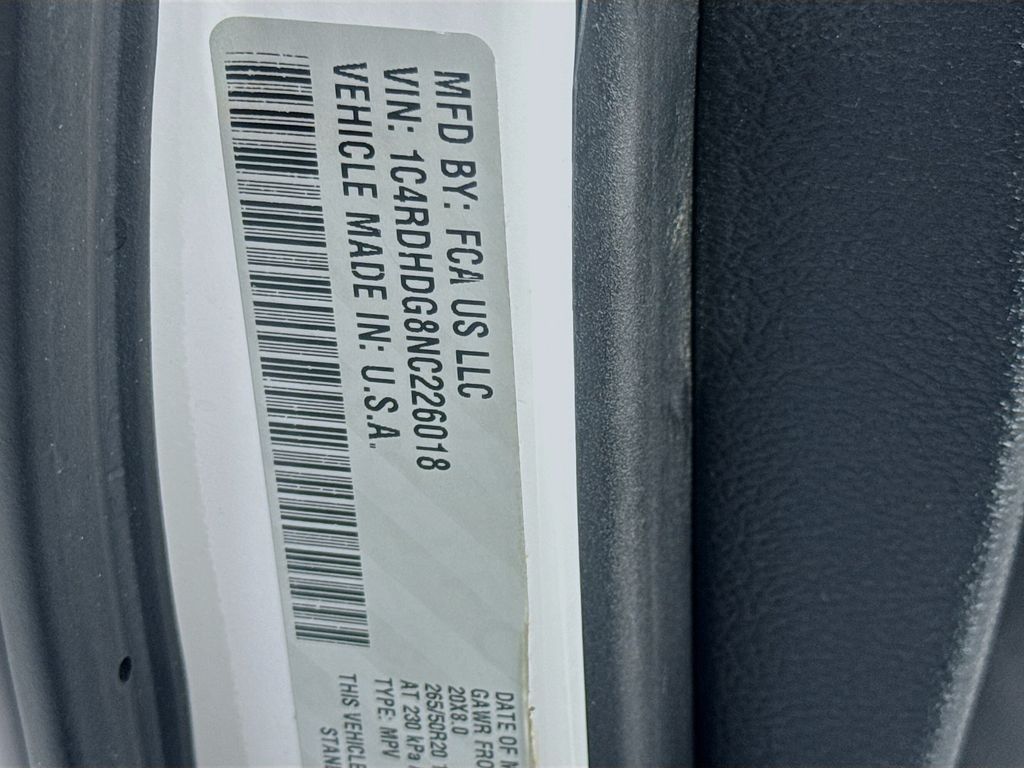 MFD BY: FCA US LLC
VIN: 1C4RDHDG8NC226018
VEHICLE MADE IN: U.S.A.
DATE OF M
GAWR FRO
20X8.0
265/50R20
AT 230 kPa
TYPE: MPV
THIS VEHICLE
STAN